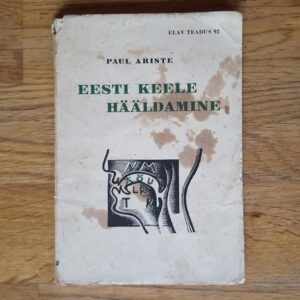 ELAV TEADUS 92
PAUL ARISTE
EESTI KEELE
HÄÄLDAMINE